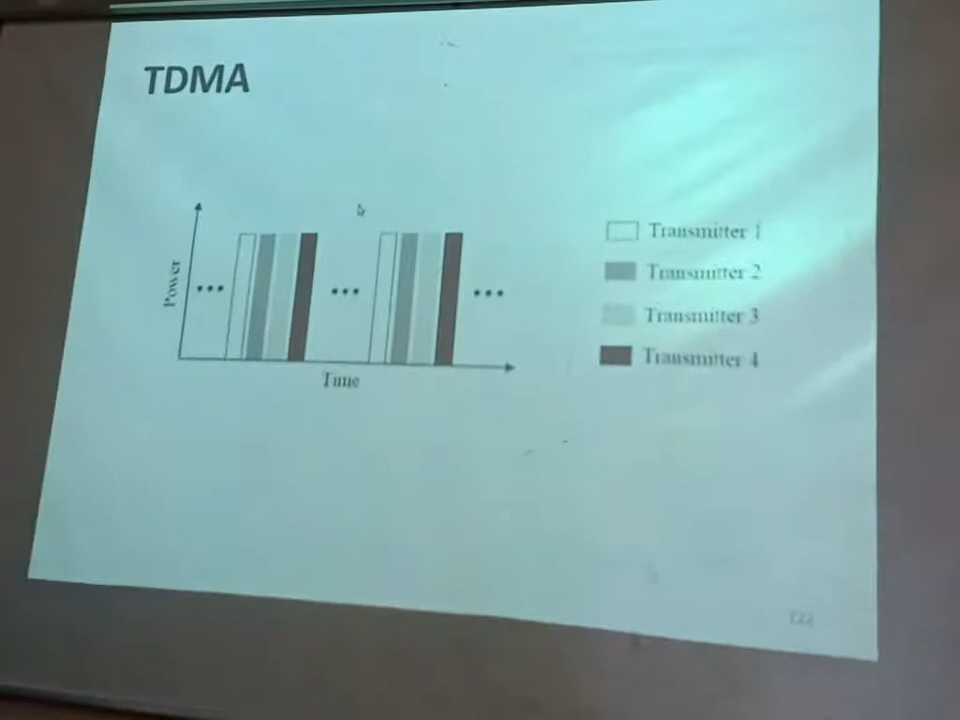 TDMA
Power
Time
Transmitter 1
Transmitter 2
Transmitter 3
Transmitter 4